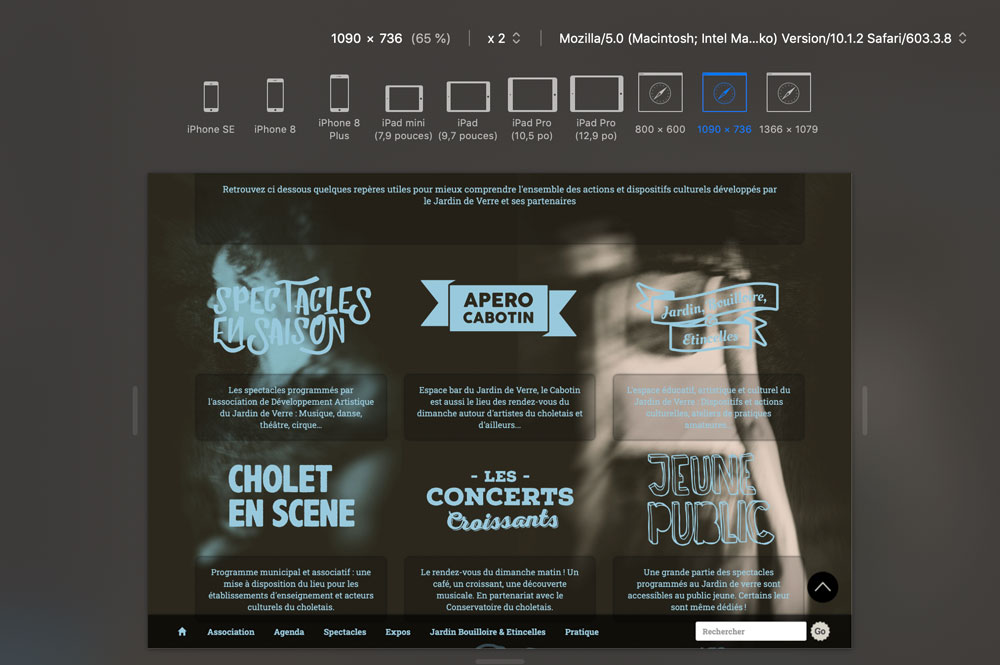 1090 × 736 (65 %) x 2 Mozilla/5.0 (Macintosh; Intel Ma...ko) Version/10.1.2 Safari/603.3.8
iPhone SE
iPhone 8
iPhone 8
Plus
iPad mini
(7,9 pouces)
iPad
(9,7 pouces)
iPad Pro
(10,5 po)
iPad Pro
(12,9 po)
800 × 600
1090 × 736
1366 × 1079
Retrouvez ci dessous quelques repères utiles pour mieux comprendre l'ensemble des actions et dispositifs culturels développés par
le Jardin de Verre et ses partenaires
SPECTACLES
EN SAISON
APERO
CABOTIN
Jardin, Bouilloire,
&
Etincelles
Les spectacles programmés par
l'association de Développement Artistique
du Jardin de Verre : Musique, danse,
théâtre, cirque...
Espace bar du Jardin de Verre, le Cabotin
est aussi le lieu des rendez-vous du
dimanche autour d'artistes du choletais et
d'ailleurs...
L'espace éducatif, artistique et culturel du
Jardin de Verre. Dispositifs et actions
culturelles, ateliers de pratiques
amateures.
CHOLET
EN SCENE
- LES -
CONCERTS
Croissants
JEUNE
PUBLIC
Programme municipal et associatif : une
mise à disposition du lieu pour les
établissements d'enseignement et acteurs
culturels du choletais.
Le rendez-vous du dimanche matin ! Un
café, un croissant, une découverte
musicale. En partenariat avec le
Conservatoire du choletais.
Une grande partie des spectacles
programmés au Jardin de verre sont
accessibles au public jeune. Certains leur
sont même dédiés !
Association Agenda Spectacles Expos Jardin Bouilloire & Etincelles Pratique Rechercher Go